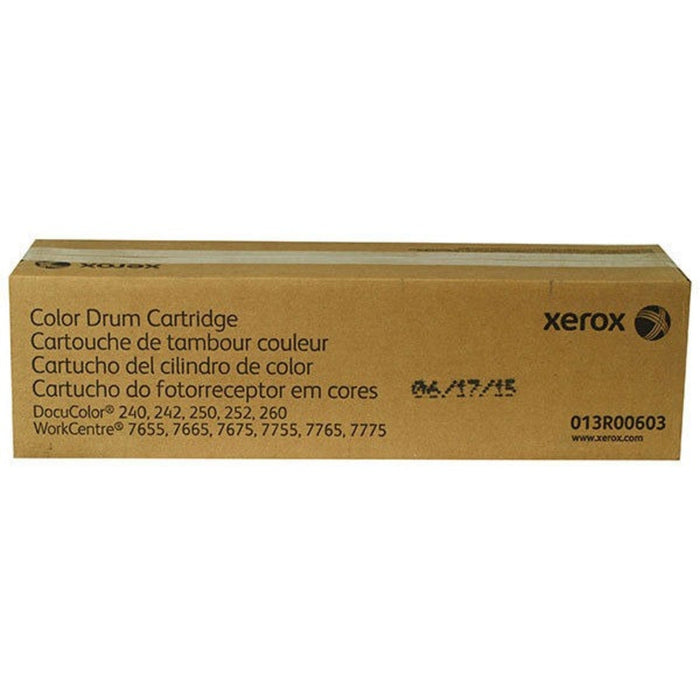 xerox
Color Drum Cartridge
Cartouche de tambour couleur
Cartucho del cilindro de color
Cartucho do fotorreceptor em cores
DocuColor® 240, 242, 250, 252, 260
WorkCentre® 7655, 7665, 7675, 7755, 7765, 7775
06/17/15
xerox
013R00603
www.xerox.com